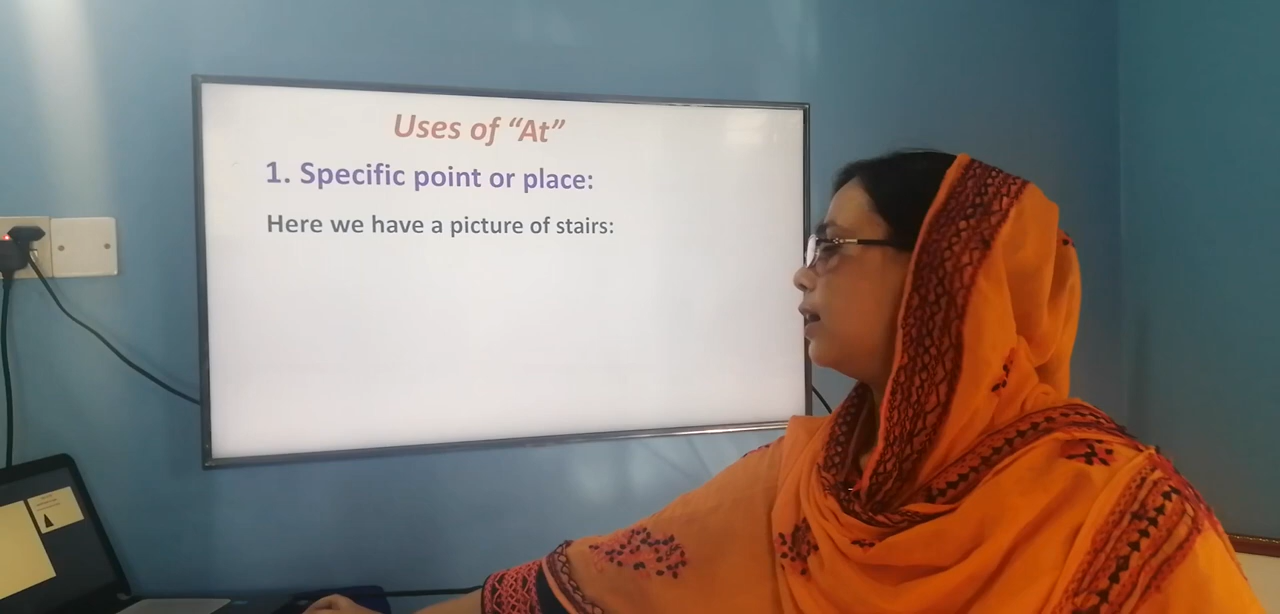 Uses of “At”
1. Specific point or place:
Here we have a picture of stairs: